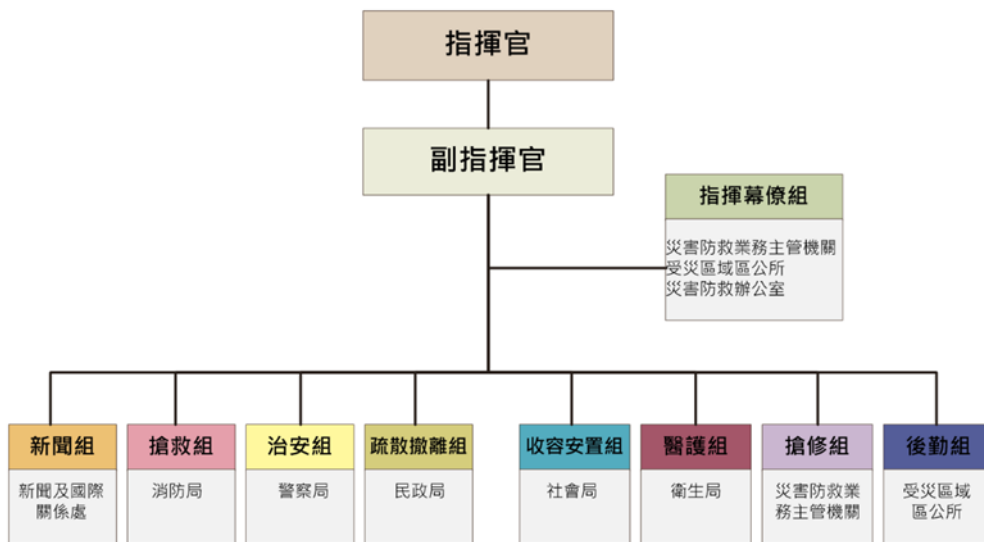 指揮官
副指揮官
指揮幕僚組
災害防救業務主管機關
受災區域區公所
災害防救辦公室
新聞組
新聞及國際
關係處
搶救組
消防局
治安組
警察局
疏散撤離組
民政局
收容安置組
社會局
醫護組
衛生局
搶修組
災害防救業
務主管機關
後勤組
受災區域
區公所